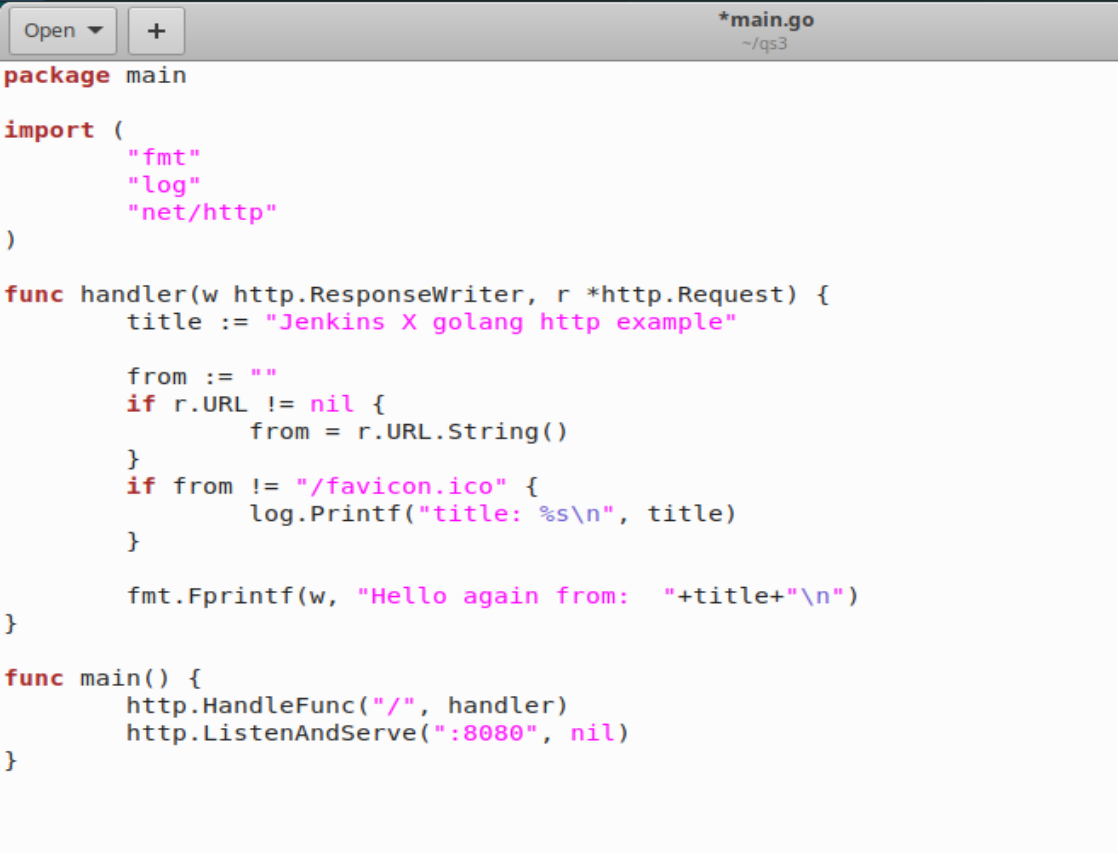 Open +
*main.go
~/qs3
package main

import (
        "fmt"
        "log"
        "net/http"
)

func handler(w http.ResponseWriter, r *http.Request) {
        title := "Jenkins X golang http example"

        from := ""
        if r.URL != nil {
                from = r.URL.String()
        }
        if from != "/favicon.ico" {
                log.Printf("title: %s\n", title)
        }

        fmt.Fprintf(w, "Hello again from:  "+title+"\n")
}

func main() {
        http.HandleFunc("/", handler)
        http.ListenAndServe(":8080", nil)
}